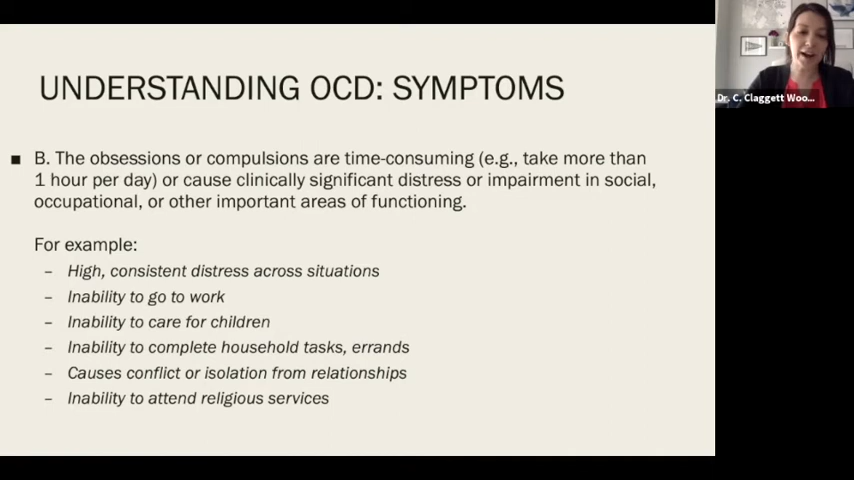 UNDERSTANDING OCD: SYMPTOMS
■ B. The obsessions or compulsions are time-consuming (e.g., take more than
1 hour per day) or cause clinically significant distress or impairment in social,
occupational, or other important areas of functioning.
For example:
– High, consistent distress across situations
– Inability to go to work
– Inability to care for children
– Inability to complete household tasks, errands
– Causes conflict or isolation from relationships
– Inability to attend religious services
Dr. C. Claggett Woo...